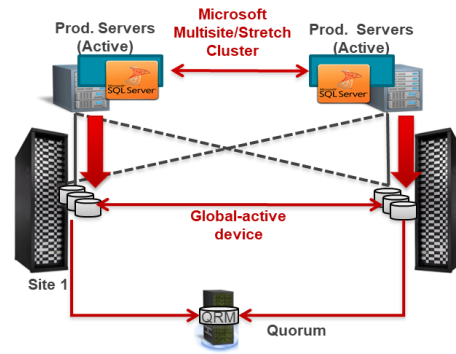 Microsoft
Multisite/Stretch
Cluster
Prod. Servers
(Active)
Prod. Servers
(Active)
SQL Server
SQL Server
Global-active
device
Site 1
QRM
Quorum